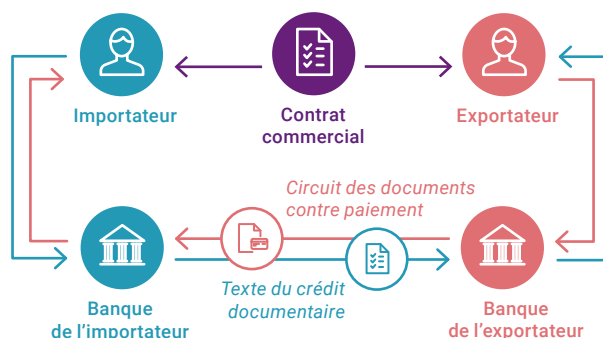 Importateur
Contrat
commercial
Exportateur
Circuit des documents
contre paiement
Texte du crédit
documentaire
Banque
de l'importateur
Banque
de l'exportateur